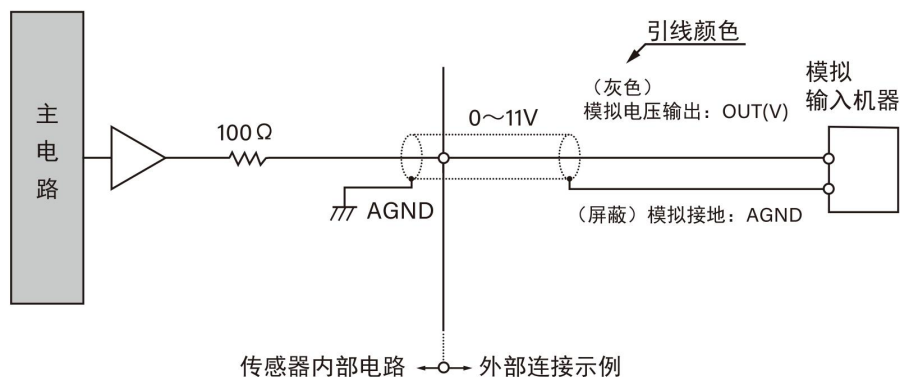 引线颜色
（灰色）
模拟电压输出：OUT(V)
模拟
输入机器
主
电
路
100Ω
0～11V
AGND
（屏蔽）模拟接地：AGND
传感器内部电路
外部连接示例